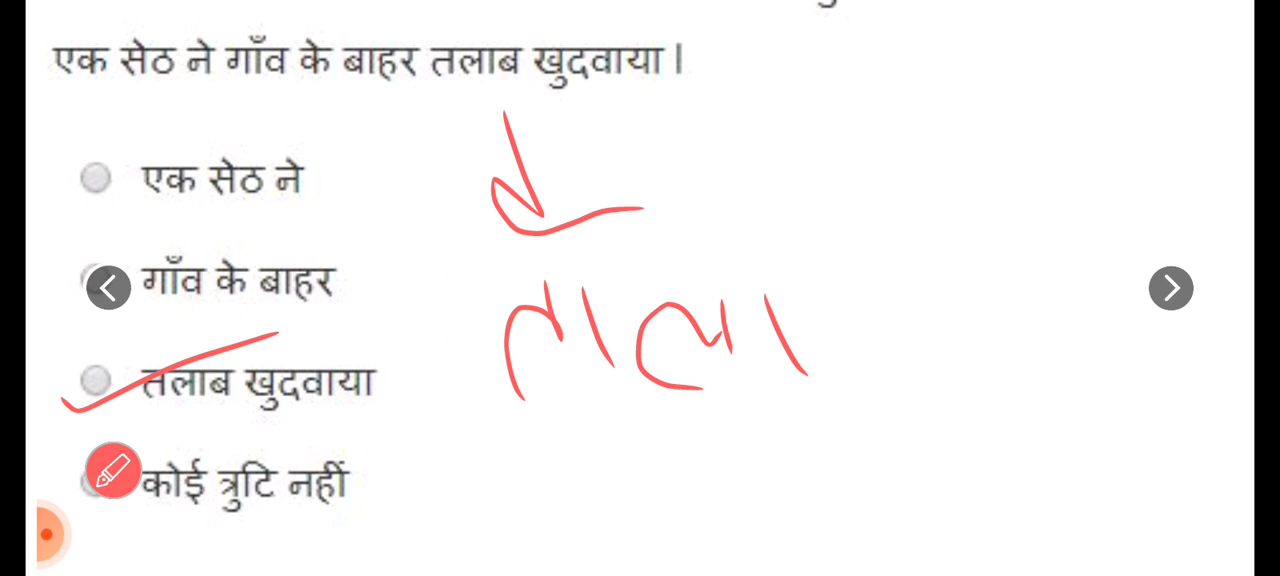 एक सेठ ने गाँव के बाहर तलाब खुदवाया।
एक सेठ ने
गाँव के बाहर
तलाब खुदवाया
कोई त्रुटि नहीं
ताला